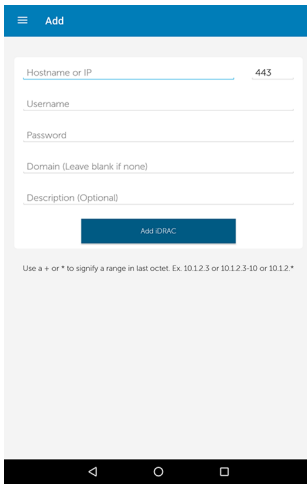 Add
Hostname or IP 443
Username
Password
Domain (Leave blank if none)
Description (Optional)
Add iDRAC
Use a + or * to signify a range in last octet. Ex. 10.1.2.3 or 10.1.2.3-10 or 10.1.2.*